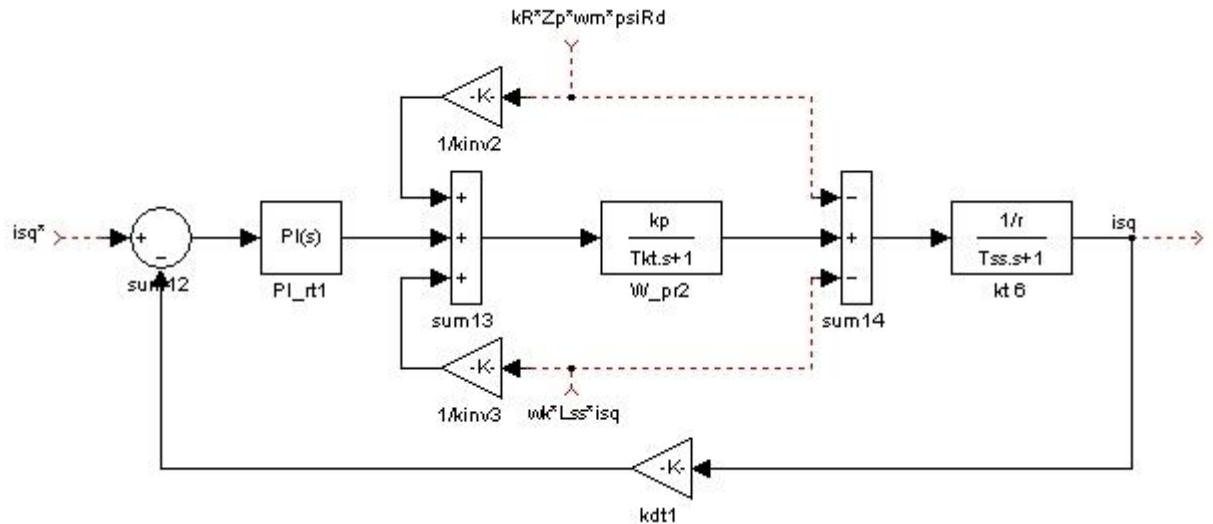 kR*Zp*wm*psiRd
-K-
1/kinv2
isq*
+
−
sum12
PI(s)
PI_rt1
+
+
+
sum13
kp
Tkt.s+1
W_pr2
−
+
−
sum14
1/r
Tss.s+1
kt 6
isq
-K-
1/kinv3
wk*Lss*isq
-K-
kdt1